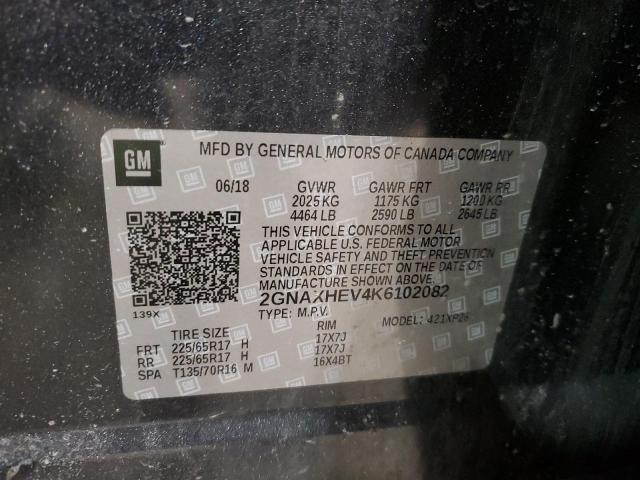 GM
MFD BY GENERAL MOTORS OF CANADA COMPANY
06/18 GVWR GAWR FRT GAWR RR
2025 KG 1175 KG 1200 KG
4464 LB 2590 LB 2645 LB
THIS VEHICLE CONFORMS TO ALL
APPLICABLE U.S. FEDERAL MOTOR
VEHICLE SAFETY, BUMPER, AND THEFT
STANDARDS IN EFFECT ON THE DATE OF
MANUFACTURE SHOWN ABOVE.
2GNAXHEV4K6102082
139X TYPE: M.P.V. MODEL: 421XP26
TIRE SIZE RIM
FRT 225/65R17 H 17X7J
RR 225/65R17 H 17X7J
SPA T135/70R16 M 16X4BT